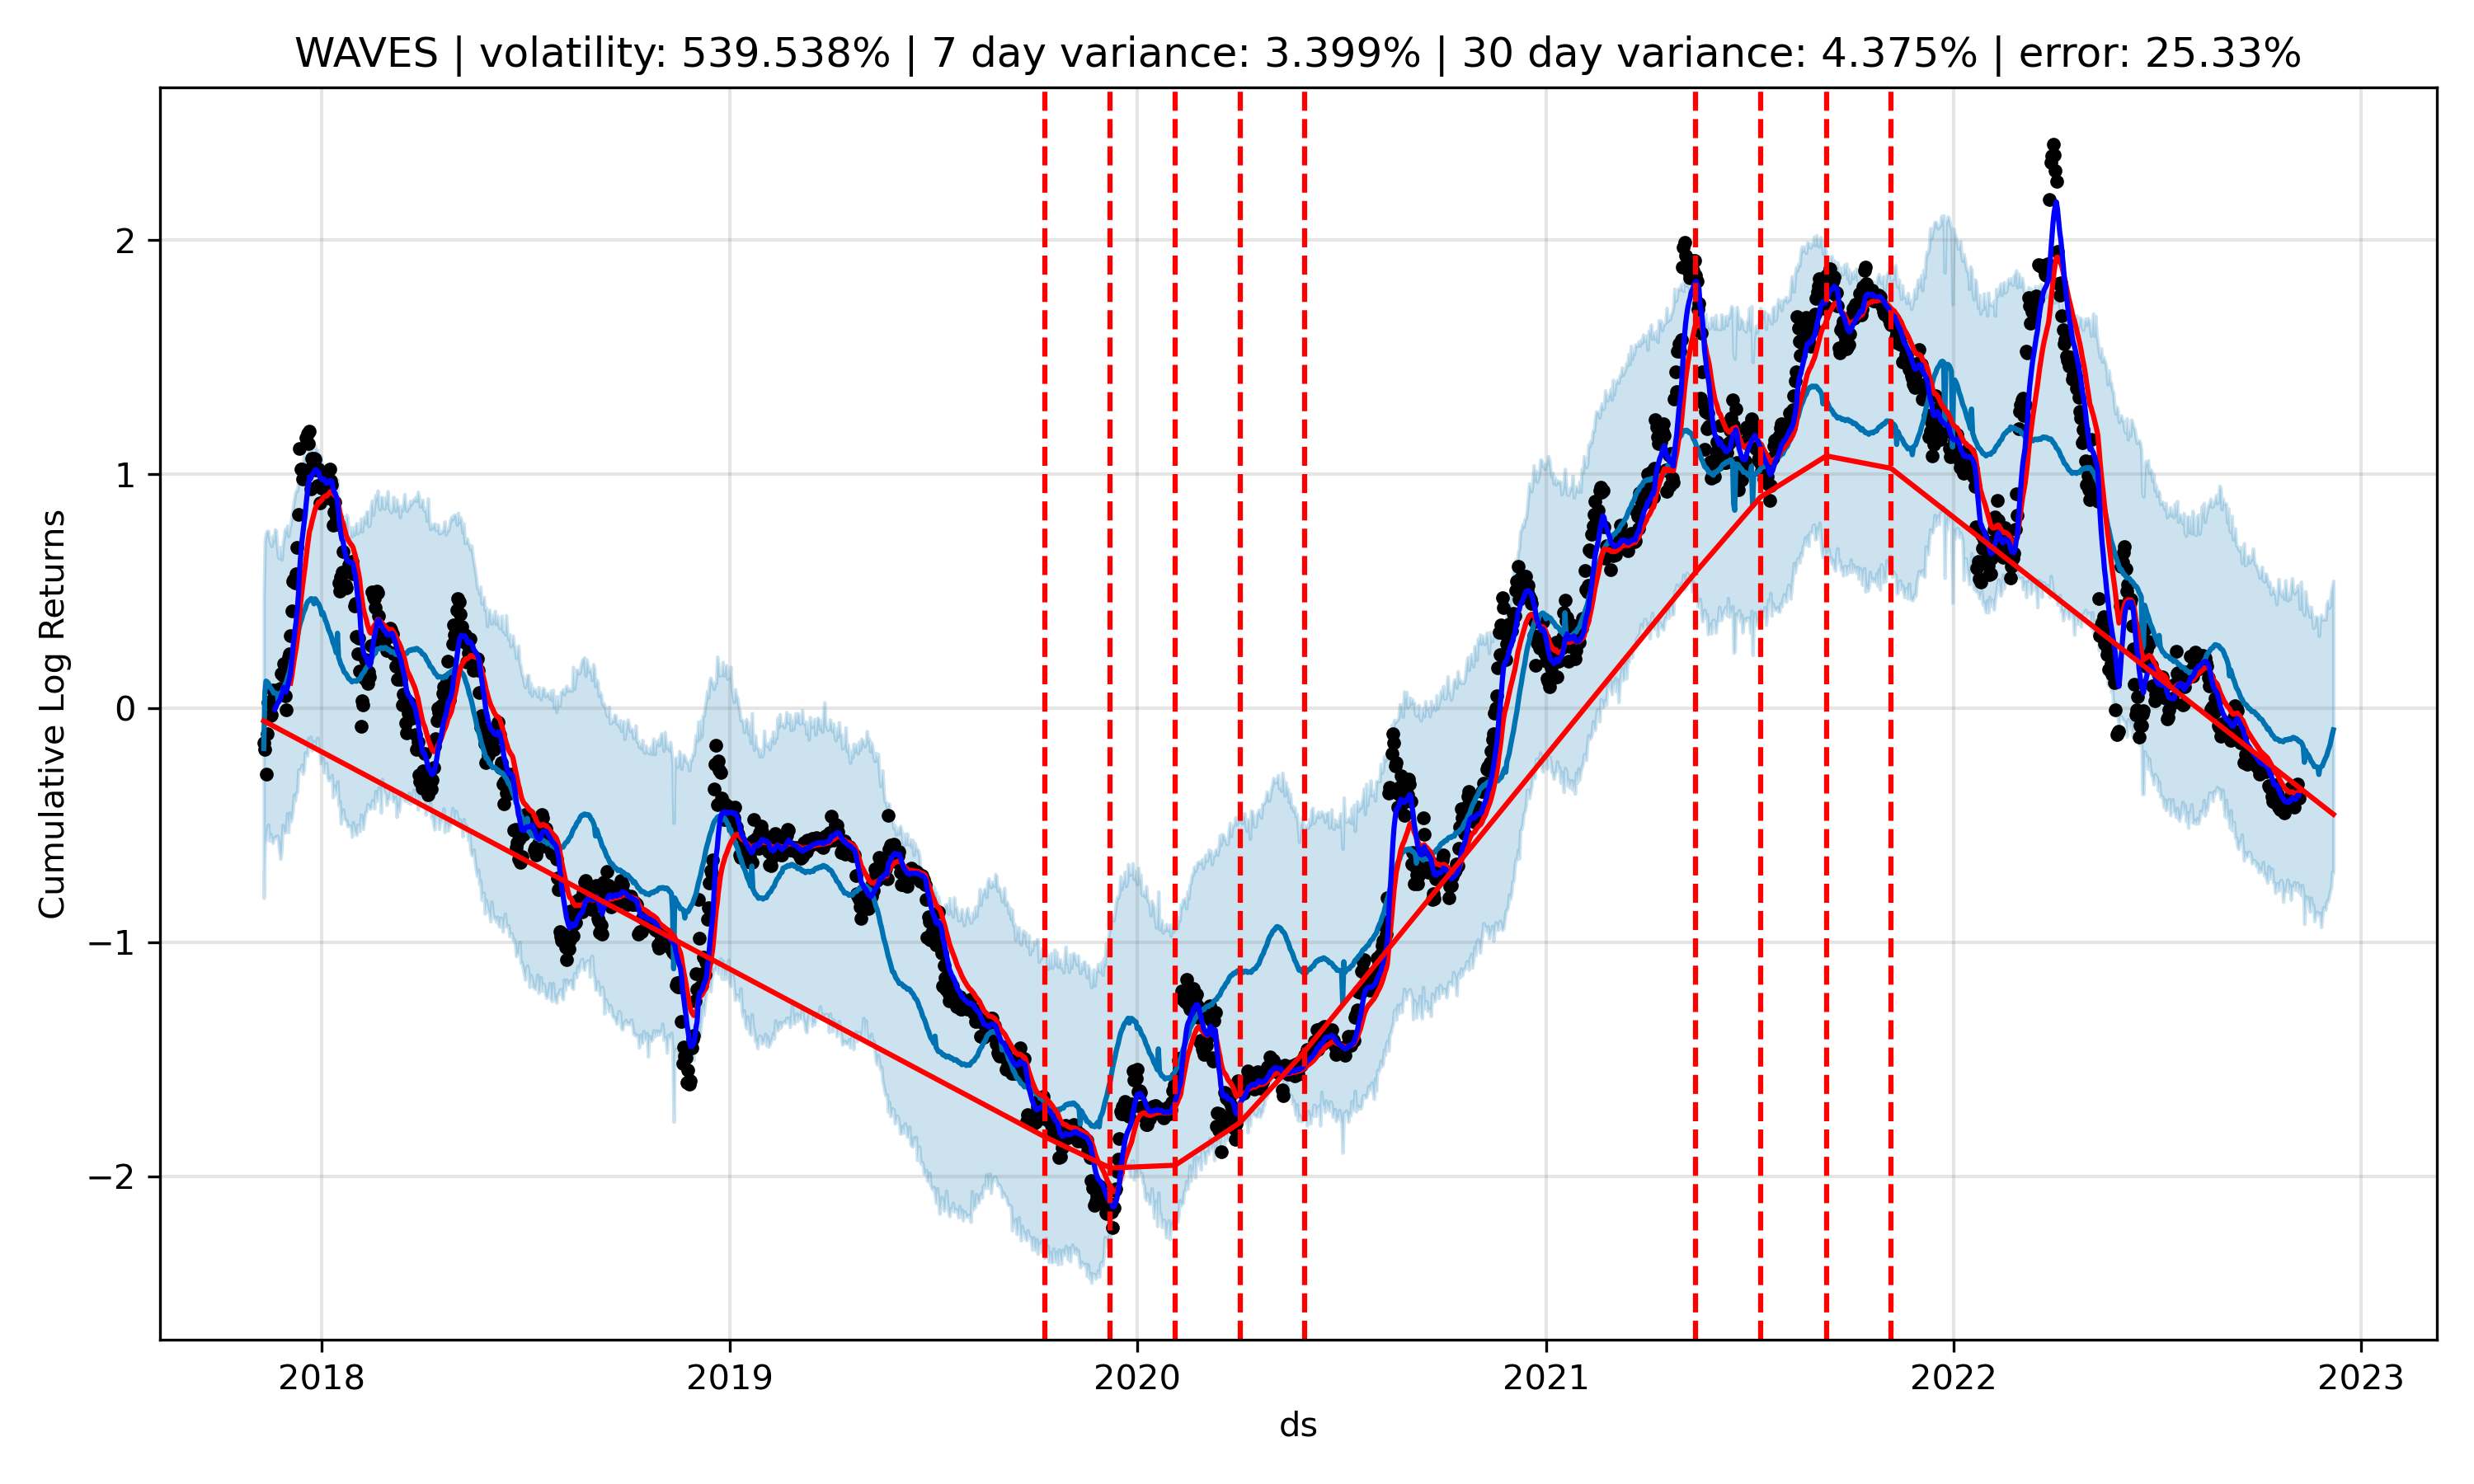 WAVES | volatility: 539.538% | 7 day variance: 3.399% | 30 day variance: 4.375% | error: 25.33%
Cumulative Log Returns
2
1
0
−1
−2
2018 2019 2020 2021 2022 2023
ds